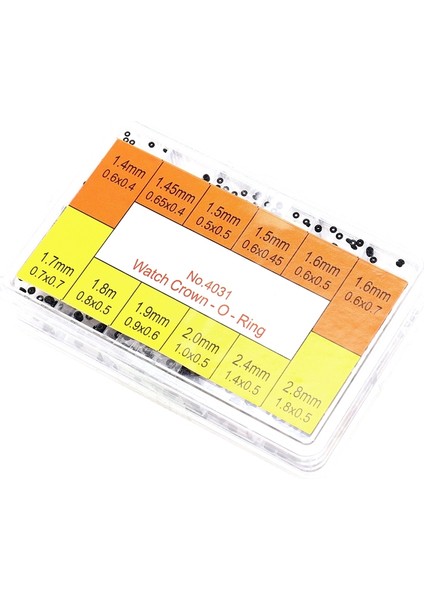 1.4mm
0.6x0.4
1.45mm
0.65x0.4
1.5mm
0.5x0.5
1.5mm
0.6x0.45
1.6mm
0.6x0.5
1.6mm
0.6x0.7
No.4031
Watch Crown - O - Ring
1.7mm
0.7x0.7
1.8m
0.8x0.5
1.9mm
0.9x0.6
2.0mm
1.0x0.5
2.4mm
1.4x0.5
2.8mm
1.8x0.5